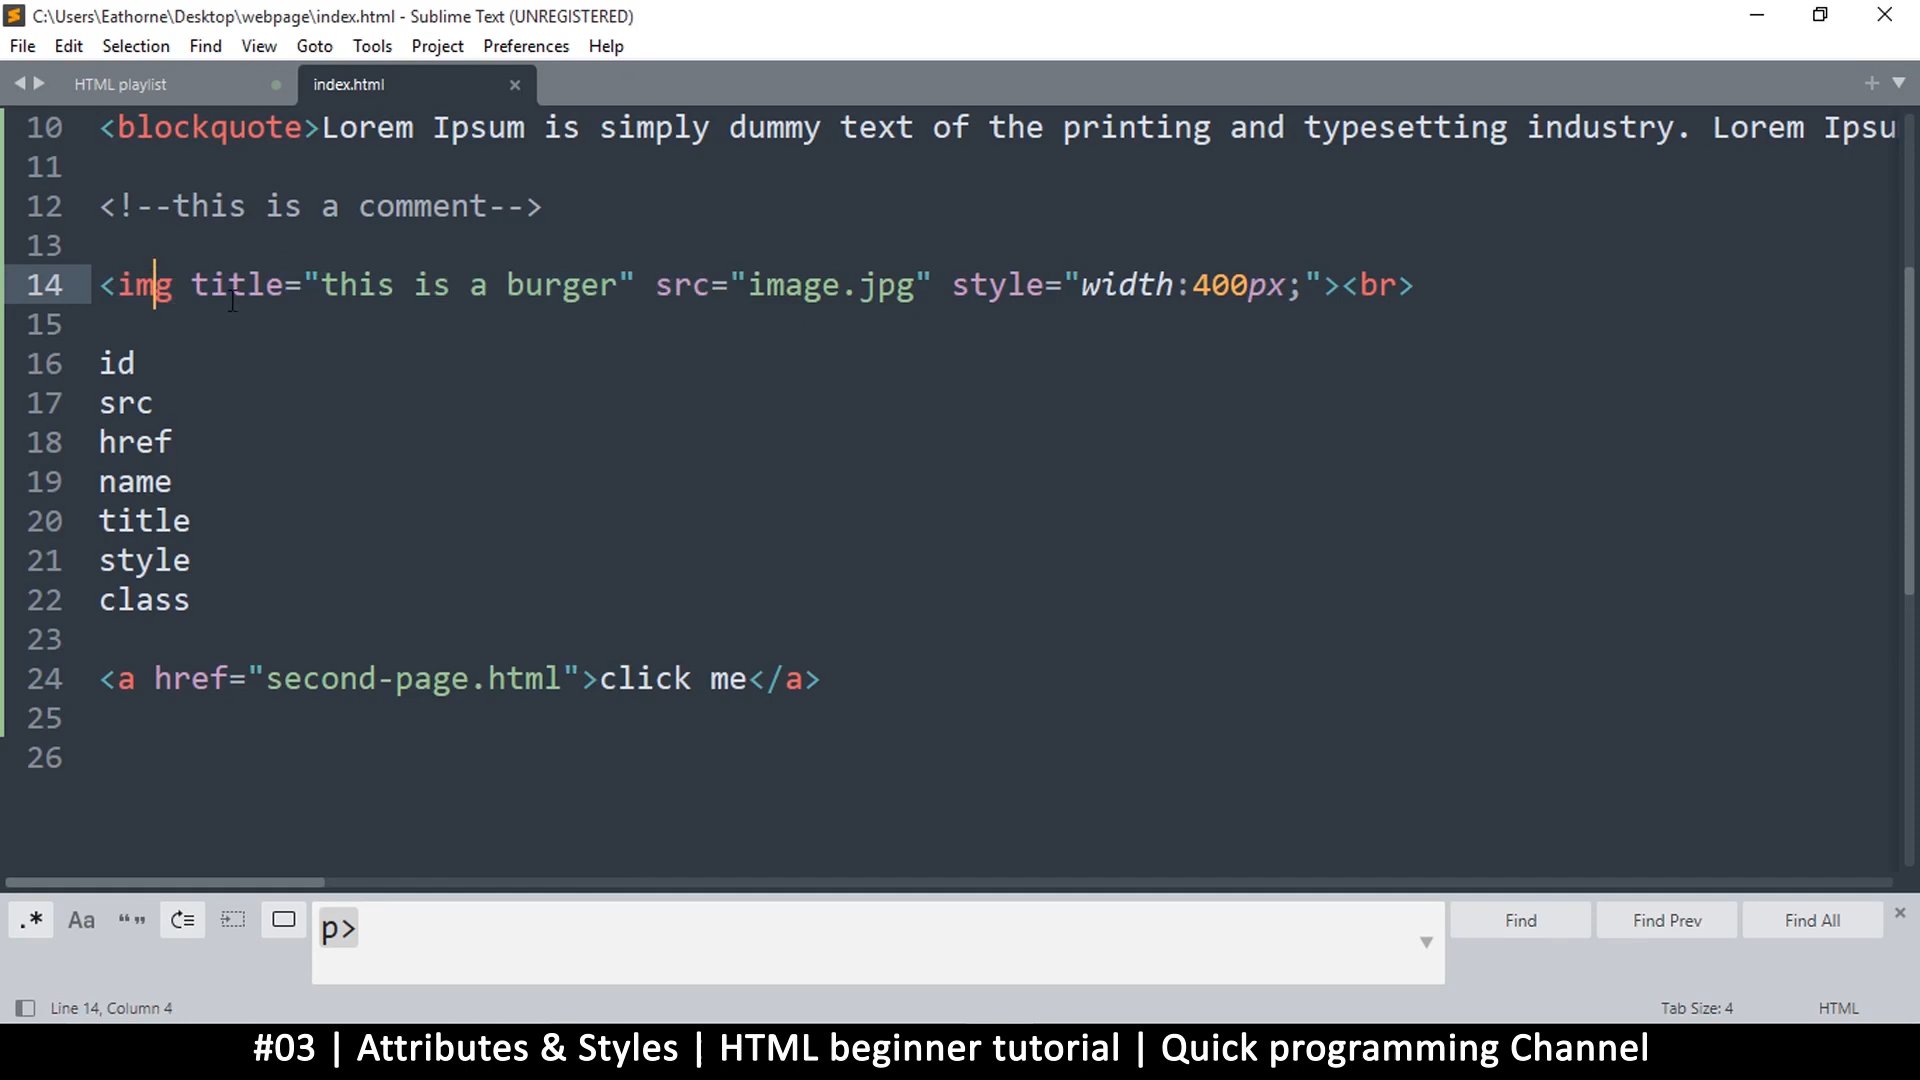 C:\Users\Eathorne\Desktop\webpage\index.html - Sublime Text (UNREGISTERED)
File Edit Selection Find View Goto Tools Project Preferences Help
HTML playlist index.html
10 <blockquote>Lorem Ipsum is simply dummy text of the printing and typesetting industry. Lorem Ipsu
11
12 <!--this is a comment-->
13
14 <img title="this is a burger" src="image.jpg" style="width:400px;"><br>
15
16 id
17 src
18 href
19 name
20 title
21 style
22 class
23
24 <a href="second-page.html">click me</a>
25
26
.* Aa “” p> Find Find Prev Find All
Line 14, Column 4 Tab Size: 4 HTML
#03 | Attributes & Styles | HTML beginner tutorial | Quick programming Channel